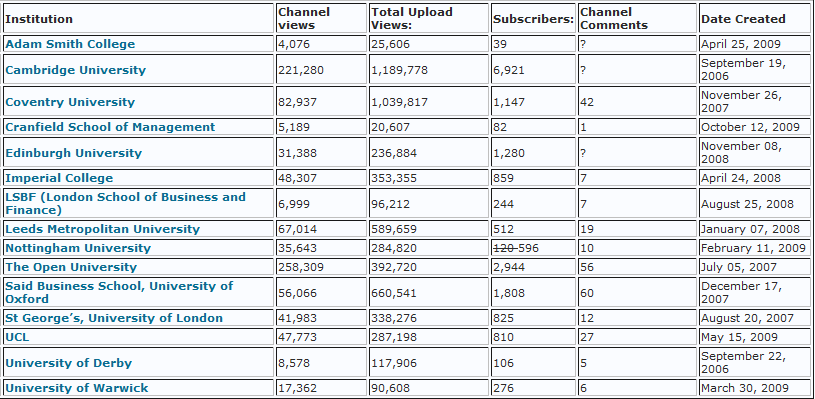 Institution Channel views Total Upload Views: Subscribers: Channel Comments Date Created
Adam Smith College 4,076 25,606 39 ? April 25, 2009
Cambridge University 221,280 1,189,778 6,921 ? September 19, 2006
Coventry University 82,937 1,039,817 1,147 42 November 26, 2007
Cranfield School of Management 5,189 20,607 82 1 October 12, 2009
Edinburgh University 31,388 236,884 1,280 ? November 08, 2008
Imperial College 48,307 353,355 859 7 April 24, 2008
LSBF (London School of Business and Finance) 6,999 96,212 244 7 August 25, 2008
Leeds Metropolitan University 67,014 589,659 512 19 January 07, 2008
Nottingham University 35,643 284,820 120 596 10 February 11, 2009
The Open University 258,309 392,720 2,944 56 July 05, 2007
Said Business School, University of Oxford 56,066 660,541 1,808 60 December 17, 2007
St George's, University of London 41,983 338,276 825 12 August 20, 2007
UCL 47,773 287,198 810 27 May 15, 2009
University of Derby 8,578 117,906 106 5 September 22, 2006
University of Warwick 17,362 90,608 276 6 March 30, 2009